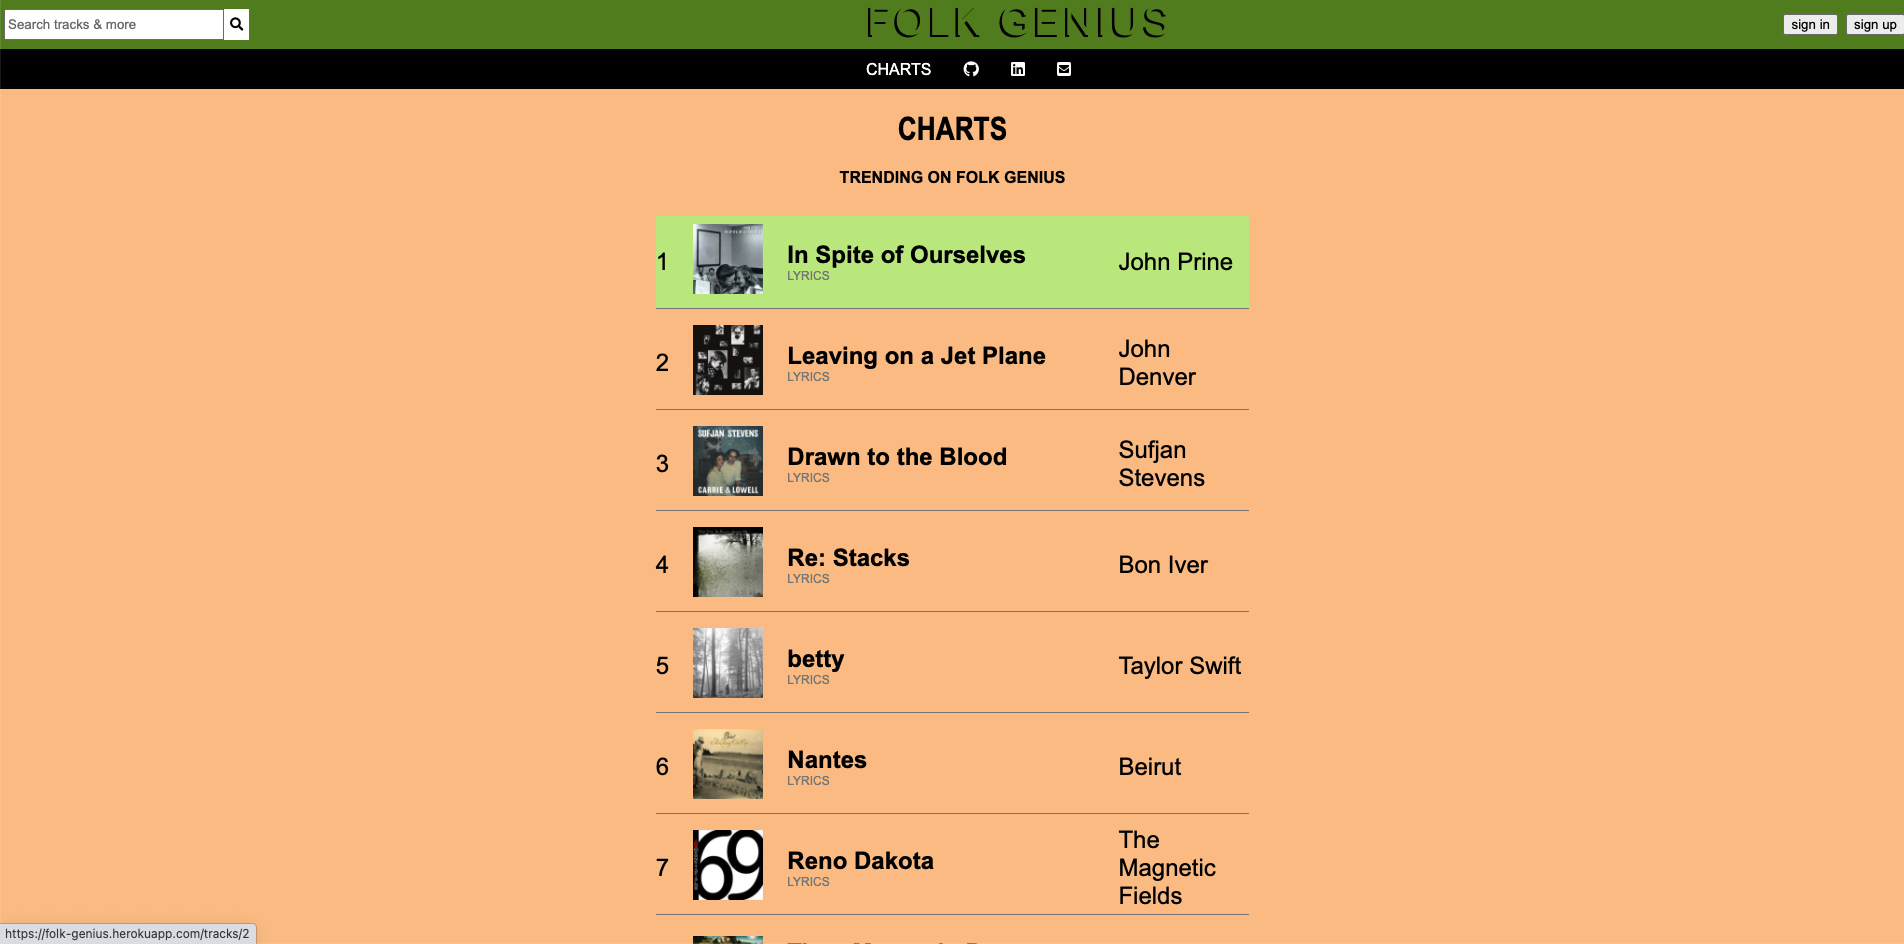 Search tracks & more
FOLK GENIUS
sign in
sign up
CHARTS
CHARTS
TRENDING ON FOLK GENIUS
1
In Spite of Ourselves
LYRICS
John Prine
2
Leaving on a Jet Plane
LYRICS
John
Denver
3
SUFJAN STEVENS
CARRIE & LOWELL
Drawn to the Blood
LYRICS
Sufjan
Stevens
4
Re: Stacks
LYRICS
Bon Iver
5
betty
LYRICS
Taylor Swift
6
Nantes
LYRICS
Beirut
7
69
Reno Dakota
LYRICS
The
Magnetic
Fields
https://folk-genius.herokuapp.com/tracks/2